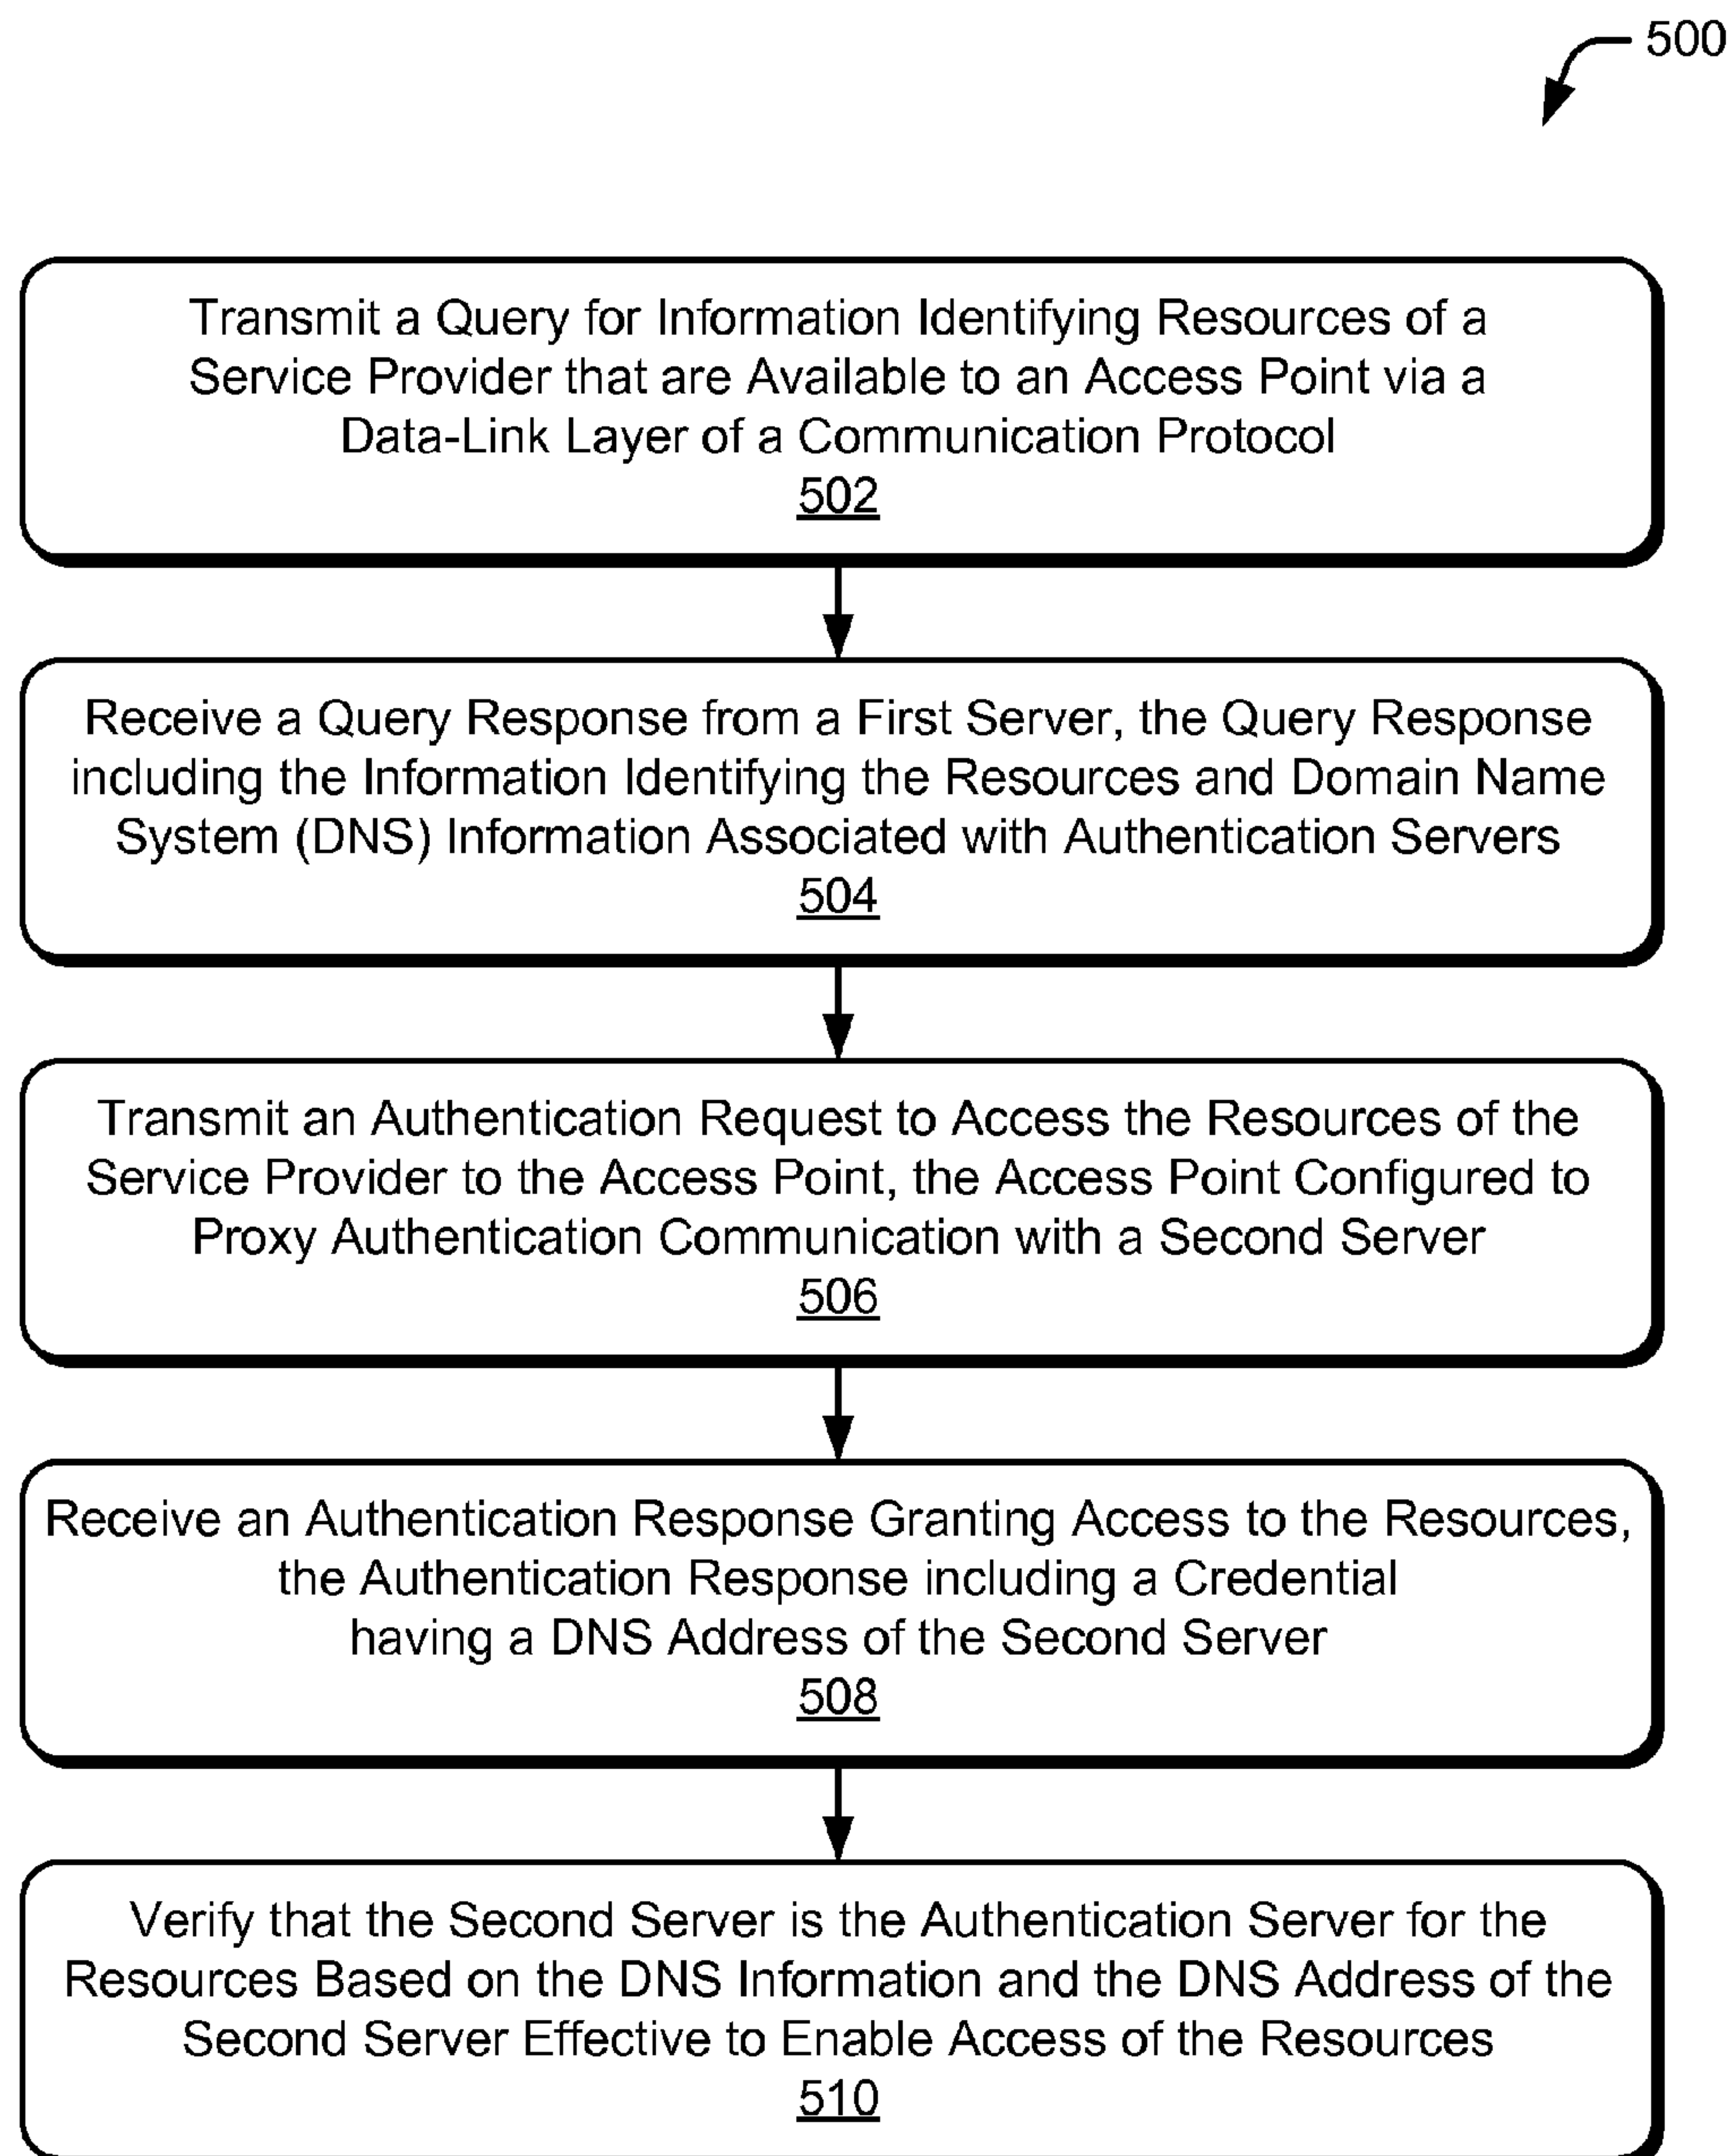 500
Transmit a Query for Information Identifying Resources of a
Service Provider that are Available to an Access Point via a
Data-Link Layer of a Communication Protocol
502
Receive a Query Response from a First Server, the Query Response
including the Information Identifying the Resources and Domain Name
System (DNS) Information Associated with Authentication Servers
504
Transmit an Authentication Request to Access the Resources of the
Service Provider to the Access Point, the Access Point Configured to
Proxy Authentication Communication with a Second Server
506
Receive an Authentication Response Granting Access to the Resources,
the Authentication Response including a Credential
having a DNS Address of the Second Server
508
Verify that the Second Server is the Authentication Server for the
Resources Based on the DNS Information and the DNS Address of the
Second Server Effective to Enable Access of the Resources
510